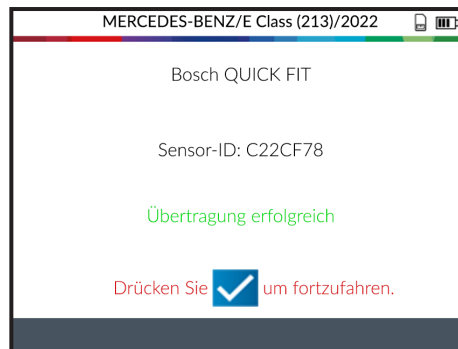 MERCEDES-BENZ/E Class (213)/2022
Bosch QUICK FIT
Sensor-ID: C22CF78
Übertragung erfolgreich
Drücken Sie um fortzufahren.